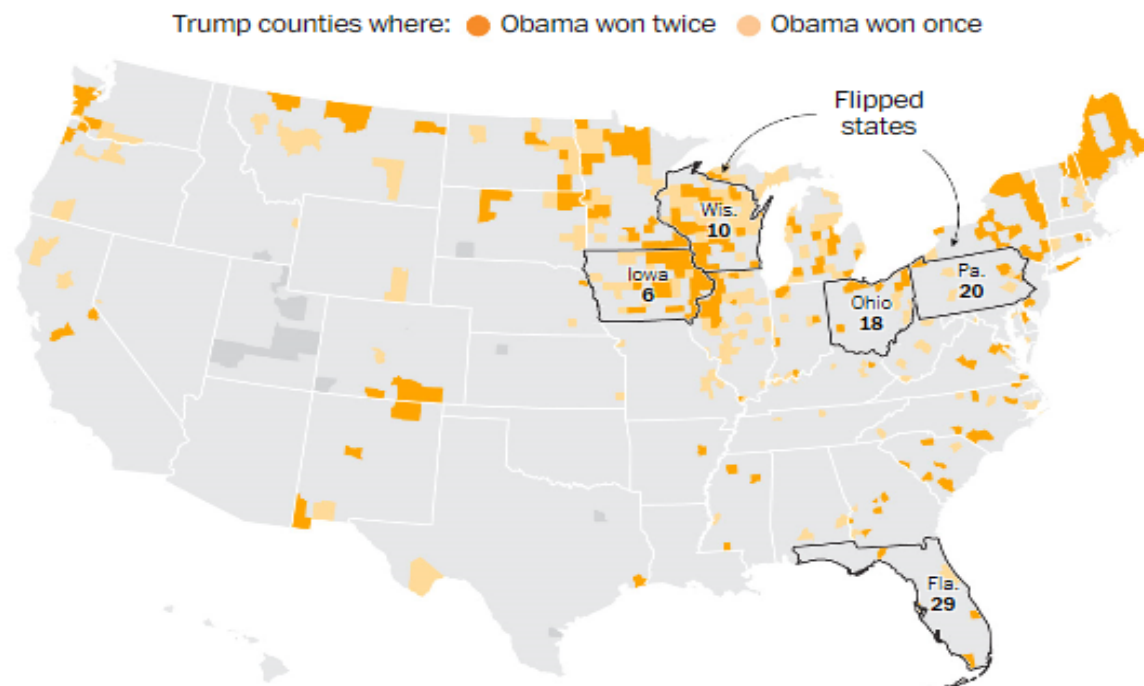 Trump counties where: Obama won twice Obama won once
Flipped
states
Wis.
10
Iowa
6
Ohio
18
Pa.
20
Fla.
29